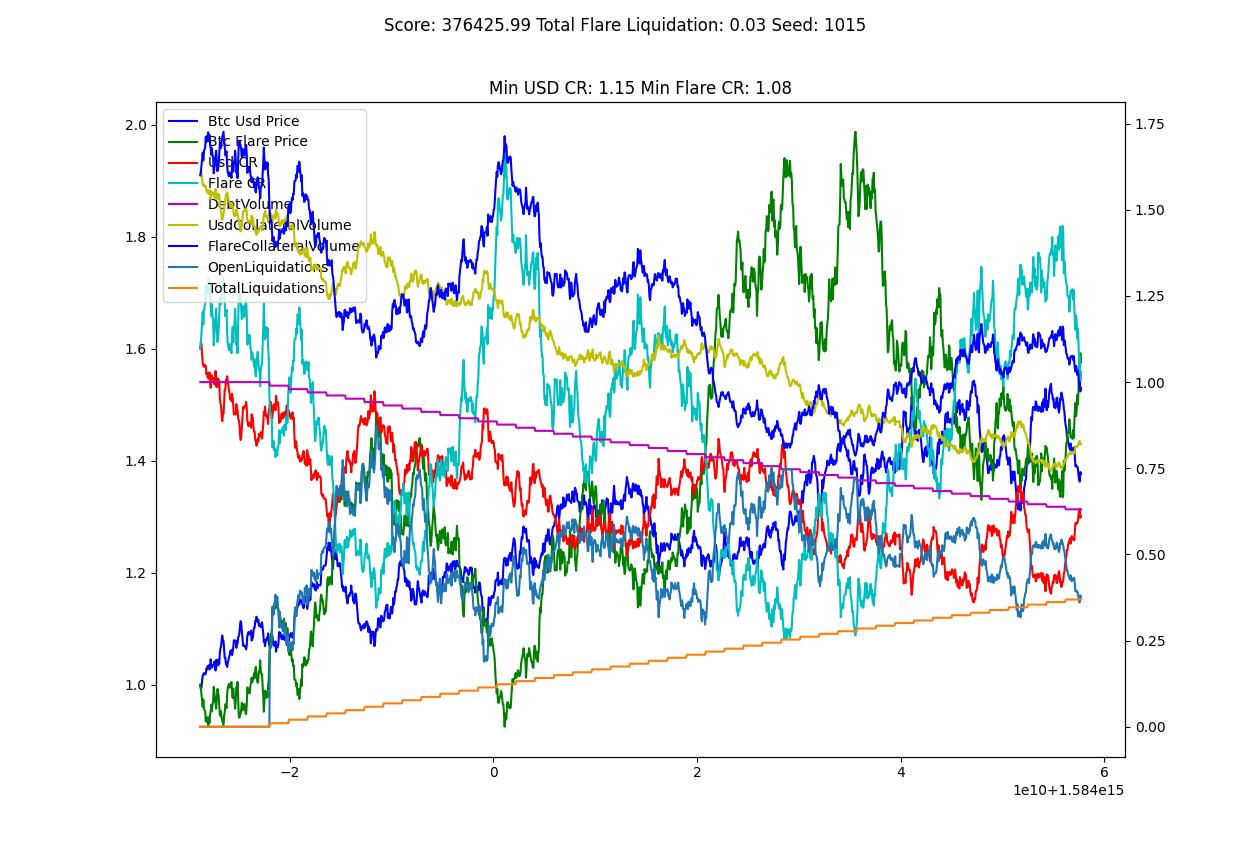 Score: 376425.99 Total Flare Liquidation: 0.03 Seed: 1015
Min USD CR: 1.15 Min Flare CR: 1.08
Btc Usd Price
Btc Flare Price
Usd CR
Flare CR
DebtVolume
UsdCollateralVolume
FlareCollateralVolume
OpenLiquidations
TotalLiquidations
2.0
1.8
1.6
1.4
1.2
1.0
1.75
1.50
1.25
1.00
0.75
0.50
0.25
0.00
−2 0 2 4 6
1e10+1.584e15